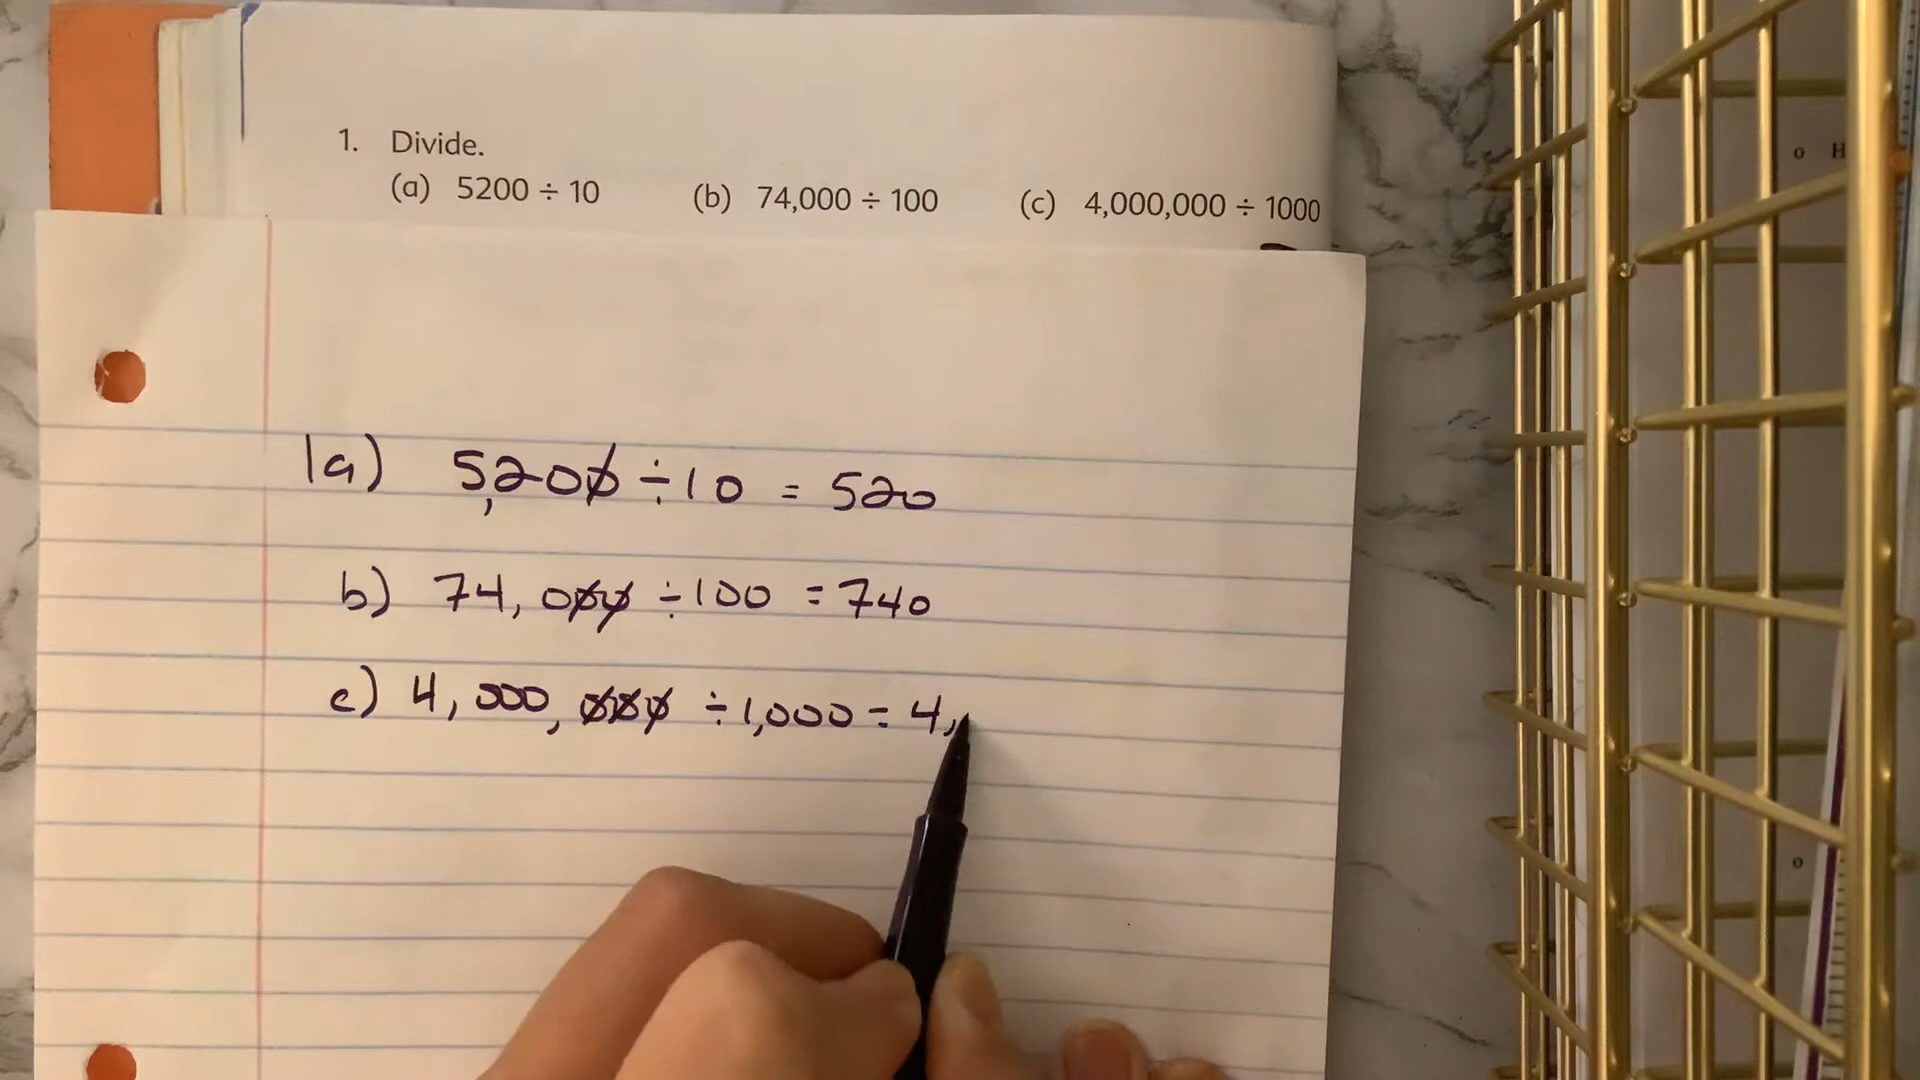 1. Divide.
(a) 5200 ÷ 10 (b) 74,000 ÷ 100 (c) 4,000,000 ÷ 1000
1a) 5,200 ÷ 10 = 520
b) 74,000 ÷ 100 = 740
c) 4,000,000 ÷ 1,000 = 4,
o H
o